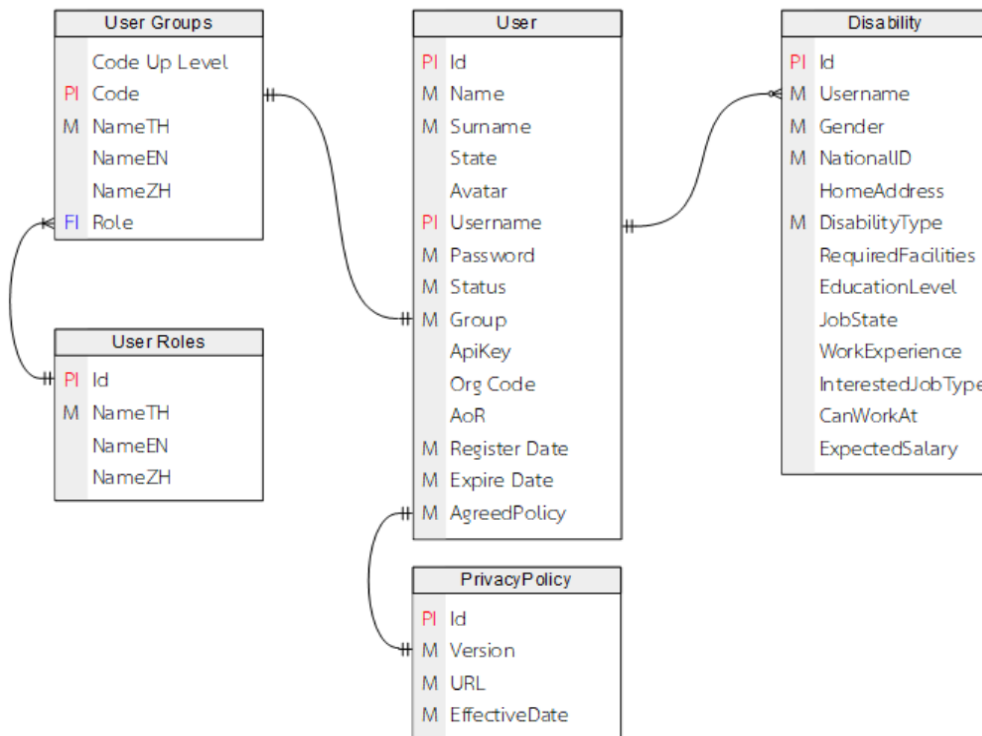 User Groups
Code Up Level
PI Code
M NameTH
NameEN
NameZH
FI Role
User Roles
PI Id
M NameTH
NameEN
NameZH
User
PI Id
M Name
M Surname
State
Avatar
PI Username
M Password
M Status
M Group
ApiKey
Org Code
AoR
M Register Date
M Expire Date
M AgreedPolicy
PrivacyPolicy
PI Id
M Version
M URL
M EffectiveDate
Disability
PI Id
M Username
M Gender
M NationalID
HomeAddress
M DisabilityType
RequiredFacilities
EducationLevel
JobState
WorkExperience
InterestedJobType
CanWorkAt
ExpectedSalary